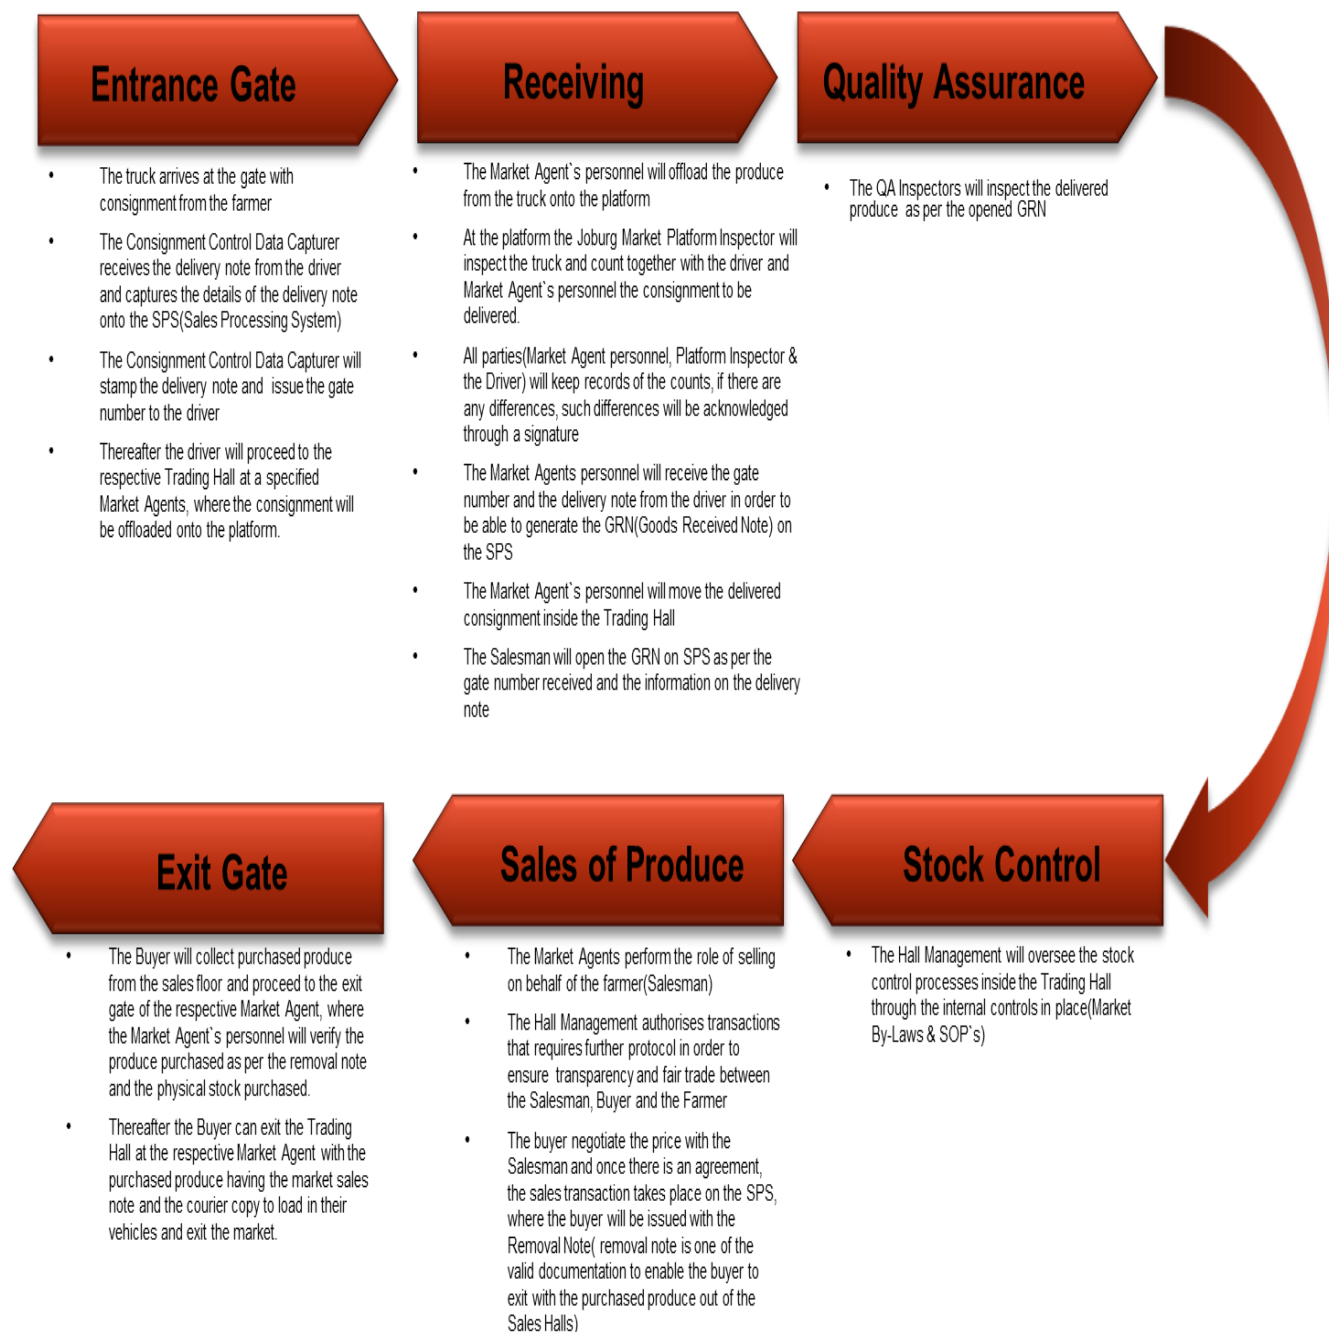 Entrance Gate
The truck arrives at the gate with
consignment from the farmer
The Consignment Control Data Capturer
receives the delivery note from the driver
and captures the details of the delivery note
onto the SPS(Sales Processing System)
The Consignment Control Data Capturer will
stamp the delivery note and issue the gate
number to the driver
Thereafter the driver will proceed to the
respective Trading Hall at a specified
Market Agents, where the consignment will
be offloaded onto the platform.
Receiving
The Market Agent`s personnel will offload the produce
from the truck onto the platform
At the platform the Joburg Market Platform Inspector will
inspect the truck and count together with the driver and
Market Agent`s personnel the consignment to be
delivered.
All parties(Market Agent personnel, Platform Inspector &
the Driver) will keep records of the counts, if there are
any differences, such differences will be acknowledged
through a signature
The Market Agents personnel will receive the gate
number and the delivery note from the driver in order to
be able to generate the GRN(Goods Received Note) on
the SPS
The Market Agent`s personnel will move the delivered
consignment inside the Trading Hall
The Salesman will open the GRN on SPS as per the
gate number received and the information on the delivery
note
Quality Assurance
The QA Inspectors will inspect the delivered
produce as per the opened GRN
Stock Control
The Hall Management will oversee the stock
control processes inside the Trading Hall
through the internal controls in place(Market
By-Laws & SOP`s)
Sales of Produce
The Market Agents perform the role of selling
on behalf of the farmer(Salesman)
The Hall Management authorises transactions
that requires further protocol in order to
ensure transparency and fair trade between
the Salesman, Buyer and the Farmer
The buyer negotiate the price with the
Salesman and once there is an agreement,
the sales transaction takes place on the SPS,
where the buyer will be issued with the
Removal Note( removal note is one of the
valid documentation to enable the buyer to
exit with the purchased produce out of the
Sales Halls)
Exit Gate
The Buyer will collect purchased produce
from the sales floor and proceed to the exit
gate of the respective Market Agent, where
the Market Agent`s personnel will verify the
produce purchased as per the removal note
and the physical stock purchased.
Thereafter the Buyer can exit the Trading
Hall at the respective Market Agent with the
purchased produce having the market sales
note and the courier copy to load in their
vehicles and exit the market.